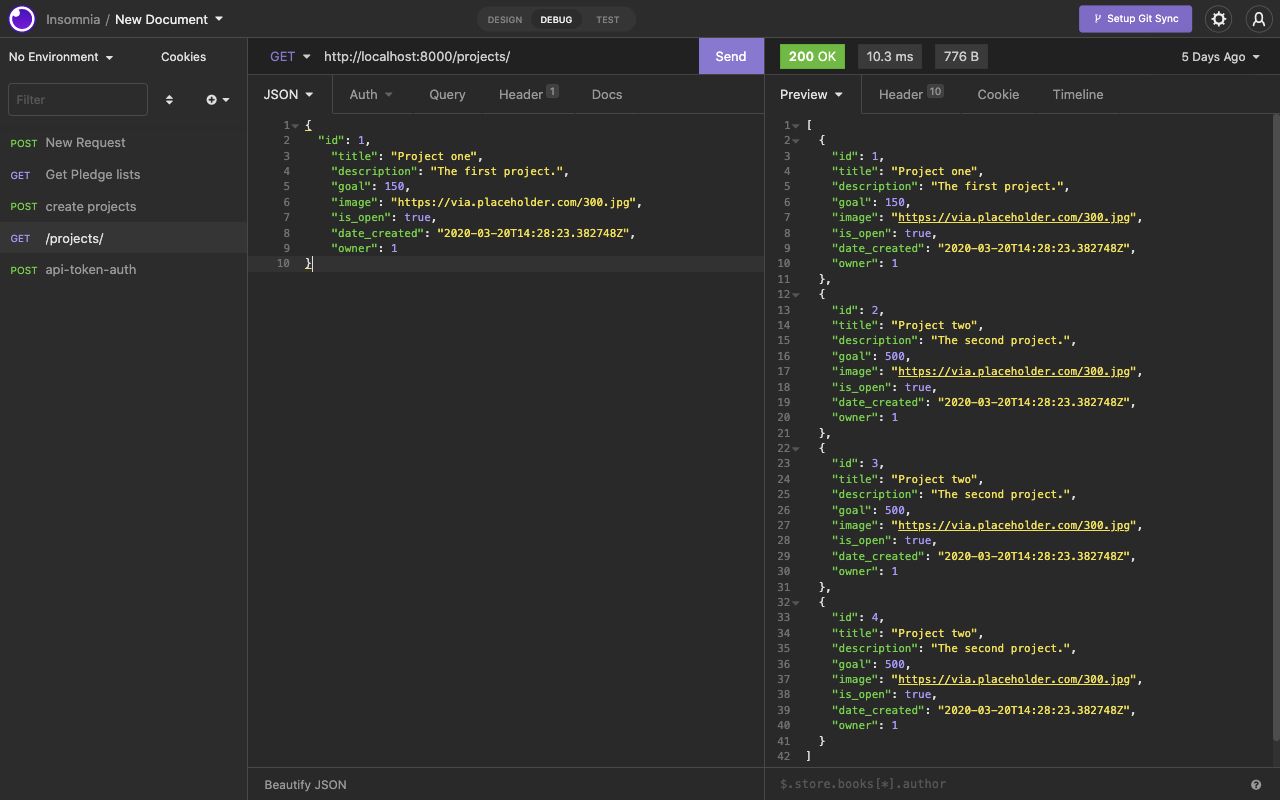 Insomnia / New Document
DESIGN DEBUG TEST
Setup Git Sync
No Environment Cookies
GET http://localhost:8000/projects/ Send
200 OK 10.3 ms 776 B 5 Days Ago
Filter
JSON Auth Query Header 1 Docs
Preview Header 10 Cookie Timeline
POST New Request
GET Get Pledge lists
POST create projects
GET /projects/
POST api-token-auth
1 {
2 "id": 1,
3 "title": "Project one",
4 "description": "The first project.",
5 "goal": 150,
6 "image": "https://via.placeholder.com/300.jpg",
7 "is_open": true,
8 "date_created": "2020-03-20T14:28:23.382748Z",
9 "owner": 1
10 }
Beautify JSON
1 [
2 {
3 "id": 1,
4 "title": "Project one",
5 "description": "The first project.",
6 "goal": 150,
7 "image": "https://via.placeholder.com/300.jpg",
8 "is_open": true,
9 "date_created": "2020-03-20T14:28:23.382748Z",
10 "owner": 1
11 },
12 {
13 "id": 2,
14 "title": "Project two",
15 "description": "The second project.",
16 "goal": 500,
17 "image": "https://via.placeholder.com/300.jpg",
18 "is_open": true,
19 "date_created": "2020-03-20T14:28:23.382748Z",
20 "owner": 1
21 },
22 {
23 "id": 3,
24 "title": "Project two",
25 "description": "The second project.",
26 "goal": 500,
27 "image": "https://via.placeholder.com/300.jpg",
28 "is_open": true,
29 "date_created": "2020-03-20T14:28:23.382748Z",
30 "owner": 1
31 },
32 {
33 "id": 4,
34 "title": "Project two",
35 "description": "The second project.",
36 "goal": 500,
37 "image": "https://via.placeholder.com/300.jpg",
38 "is_open": true,
39 "date_created": "2020-03-20T14:28:23.382748Z",
40 "owner": 1
41 }
42 ]
$.store.books[*].author